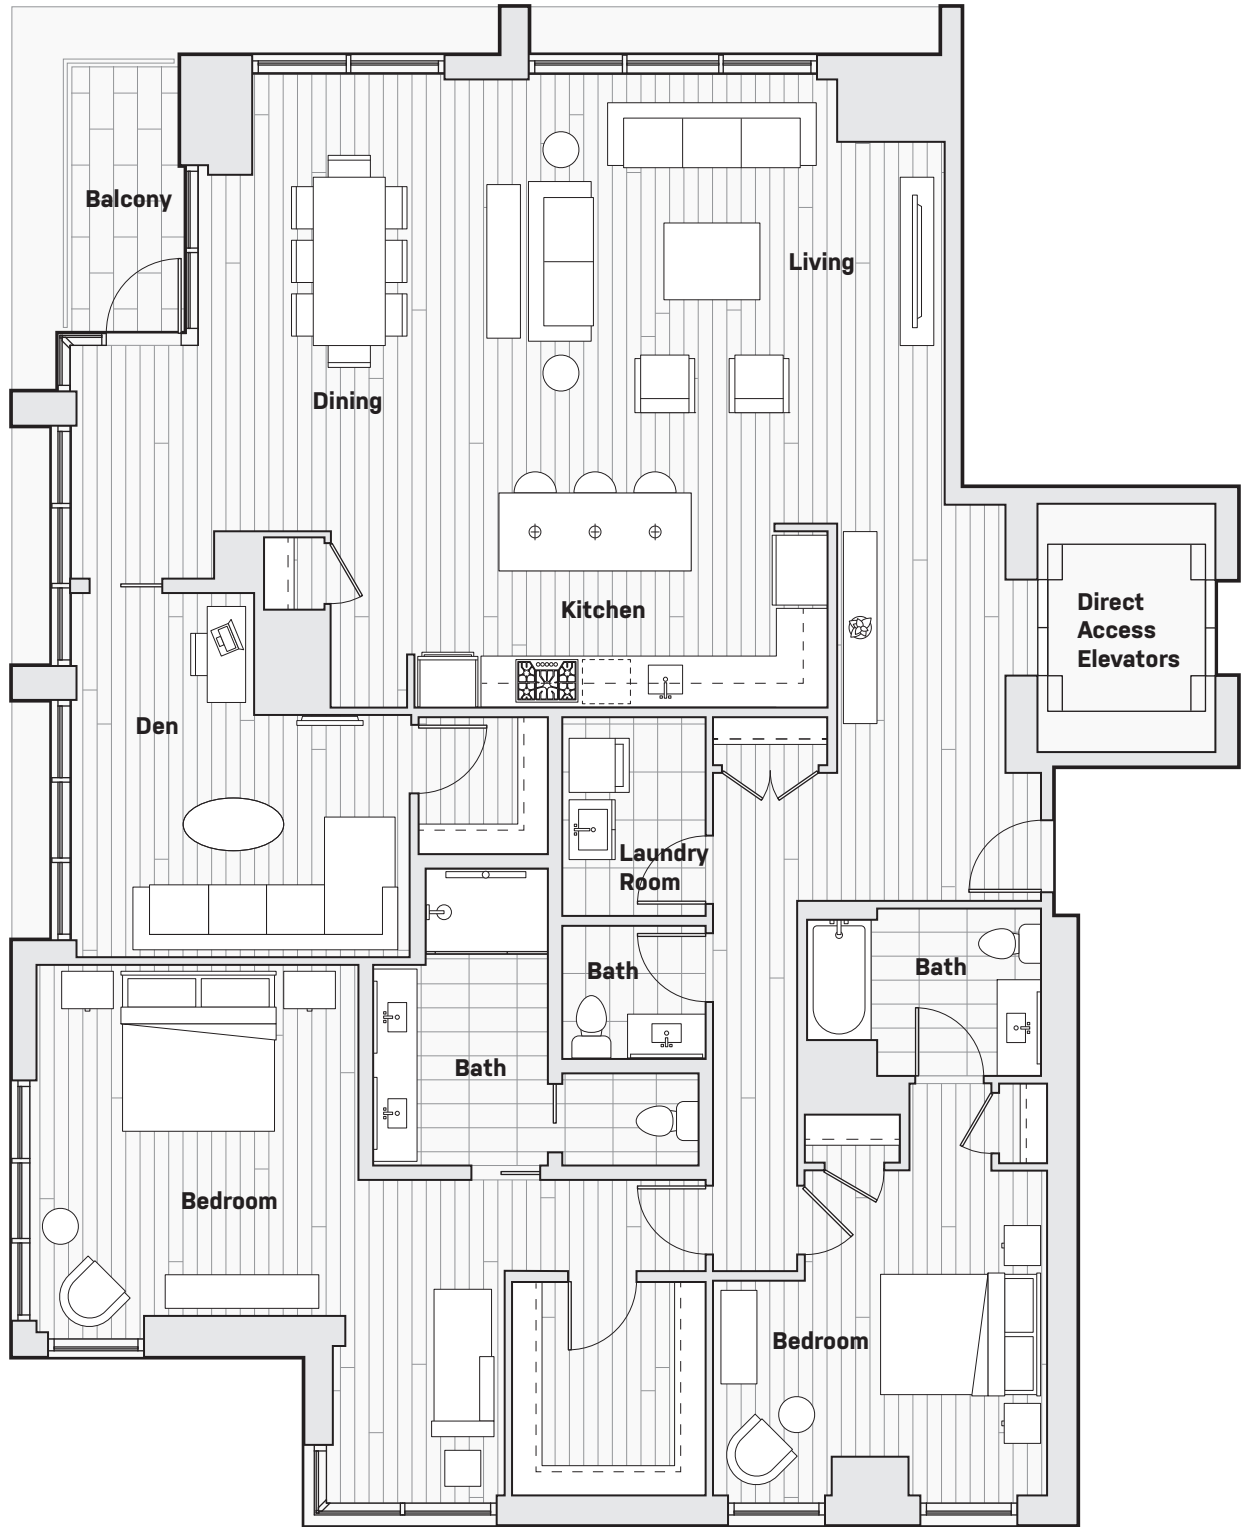 Balcony
Living
Dining
Kitchen
Direct
Access
Elevators
Den
Laundry
Room
Bath
Bath
Bath
Bedroom
Bedroom